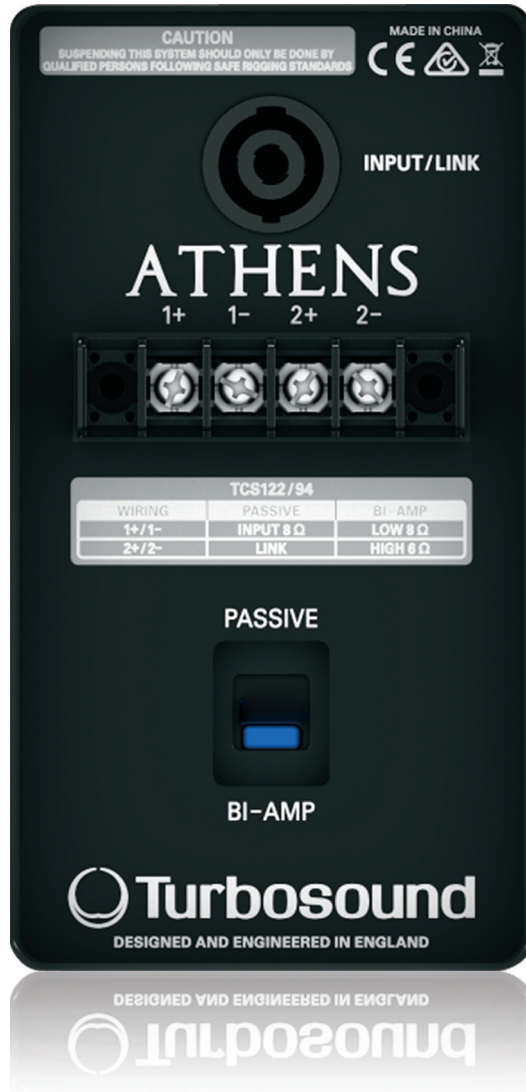 CAUTION
SUSPENDING THIS SYSTEM SHOULD ONLY BE DONE BY
QUALIFIED PERSONS FOLLOWING SAFE RIGGING STANDARDS
MADE IN CHINA
CE
INPUT/LINK
ATHENS
1+ 1- 2+ 2-
TCS122/94
WIRING PASSIVE BI-AMP
1+/1- INPUT 8 Ω LOW 8 Ω
2+/2- LINK HIGH 6 Ω
PASSIVE
BI-AMP
Turbosound
DESIGNED AND ENGINEERED IN ENGLAND